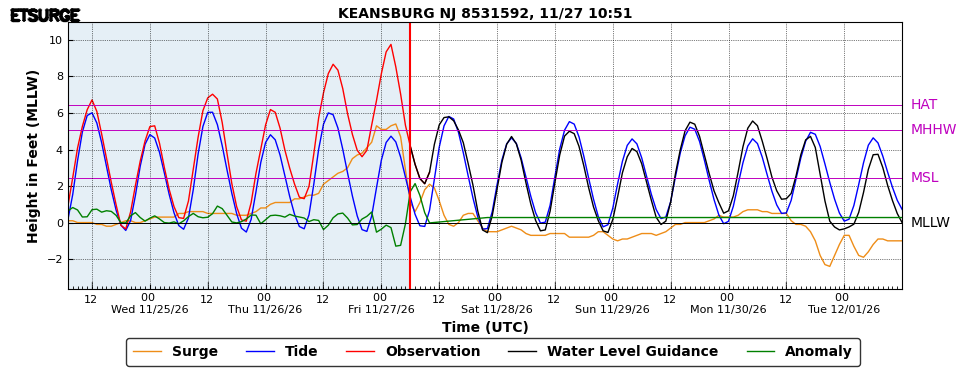 ETSURGE
KEANSBURG NJ 8531592, 11/27 10:51
Height in Feet (MLLW)
10
8
6
4
2
0
−2
HAT
MHHW
MSL
MLLW
12 00 12 00 12 00 12 00 12 00 12 00 12 00
Wed 11/25/26 Thu 11/26/26 Fri 11/27/26 Sat 11/28/26 Sun 11/29/26 Mon 11/30/26 Tue 12/01/26
Time (UTC)
Surge Tide Observation Water Level Guidance Anomaly